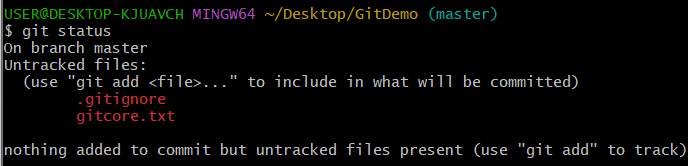 USER@DESKTOP-KJUAVCH MINGW64 ~/Desktop/GitDemo (master)
$ git status
On branch master
Untracked files:
  (use "git add <file>..." to include in what will be committed)
        .gitignore
        gitcore.txt

nothing added to commit but untracked files present (use "git add" to track)